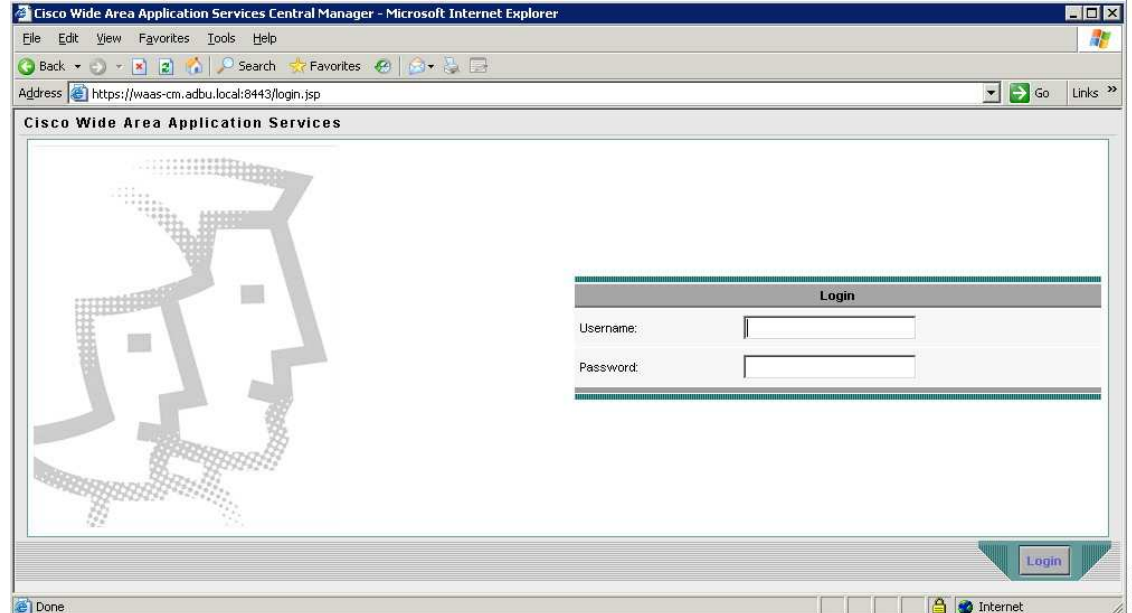 Cisco Wide Area Application Services Central Manager - Microsoft Internet Explorer
File Edit View Favorites Tools Help
Back Search Favorites
Address https://waas-cm.adbu.local:8443/login.jsp Go Links »
Cisco Wide Area Application Services
Login
Username:
Password:
Login
Done Internet